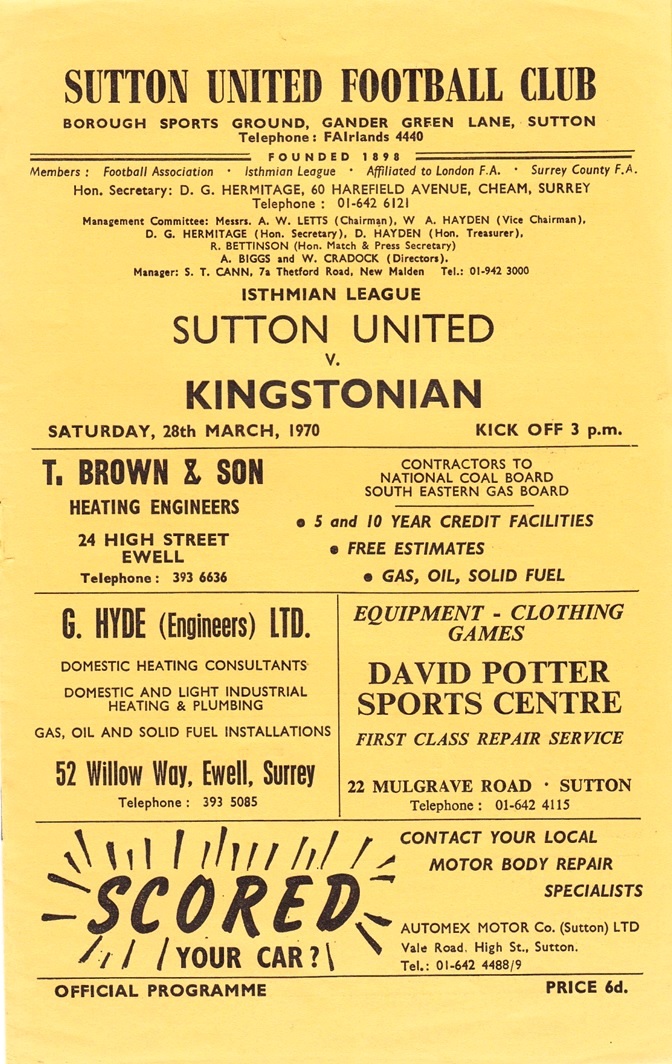 SUTTON UNITED FOOTBALL CLUB
BOROUGH SPORTS GROUND, GANDER GREEN LANE, SUTTON
Telephone: FAIrlands 4440
FOUNDED 1898
Members: Football Association · Isthmian League · Affiliated to London F.A. · Surrey County F.A.
Hon. Secretary: D. G. HERMITAGE, 60 HAREFIELD AVENUE, CHEAM, SURREY
Telephone: 01-642 6121
Management Committee: Messrs. A. W. LETTS (Chairman), W A. HAYDEN (Vice Chairman),
D. G. HERMITAGE (Hon. Secretary), D. HAYDEN (Hon. Treasurer),
R. BETTINSON (Hon. Match & Press Secretary)
A. BIGGS and W. CRADOCK (Directors).
Manager: S. T. CANN, 7a Thetford Road, New Malden Tel.: 01-942 3000
ISTHMIAN LEAGUE
SUTTON UNITED
V.
KINGSTONIAN
SATURDAY, 28th MARCH, 1970 KICK OFF 3 p.m.
T. BROWN & SON
HEATING ENGINEERS
24 HIGH STREET
EWELL
Telephone: 393 6636
CONTRACTORS TO
NATIONAL COAL BOARD
SOUTH EASTERN GAS BOARD
● 5 and 10 YEAR CREDIT FACILITIES
● FREE ESTIMATES
● GAS, OIL, SOLID FUEL
G. HYDE (Engineers) LTD.
DOMESTIC HEATING CONSULTANTS
DOMESTIC AND LIGHT INDUSTRIAL
HEATING & PLUMBING
GAS, OIL AND SOLID FUEL INSTALLATIONS
52 Willow Way, Ewell, Surrey
Telephone: 393 5085
EQUIPMENT - CLOTHING
GAMES
DAVID POTTER
SPORTS CENTRE
FIRST CLASS REPAIR SERVICE
22 MULGRAVE ROAD · SUTTON
Telephone: 01-642 4115
SCORED
YOUR CAR?
CONTACT YOUR LOCAL
MOTOR BODY REPAIR
SPECIALISTS
AUTOMEX MOTOR Co. (Sutton) LTD
Vale Road, High St., Sutton.
Tel.: 01-642 4488/9
OFFICIAL PROGRAMME PRICE 6d.